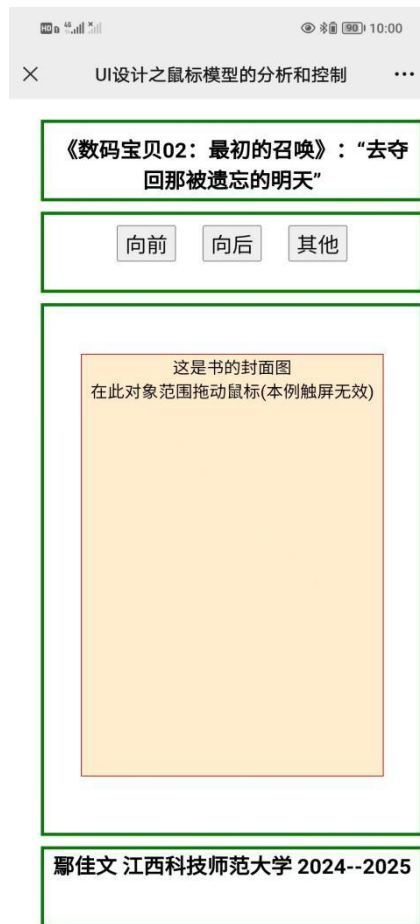 HD 46 90 10:00
UI设计之鼠标模型的分析和控制
《数码宝贝02：最初的召唤》：“去夺
回那被遗忘的明天”
向前 向后 其他
这是书的封面图
在此对象范围拖动鼠标(本例触屏无效)
鄢佳文 江西科技师范大学 2024--2025